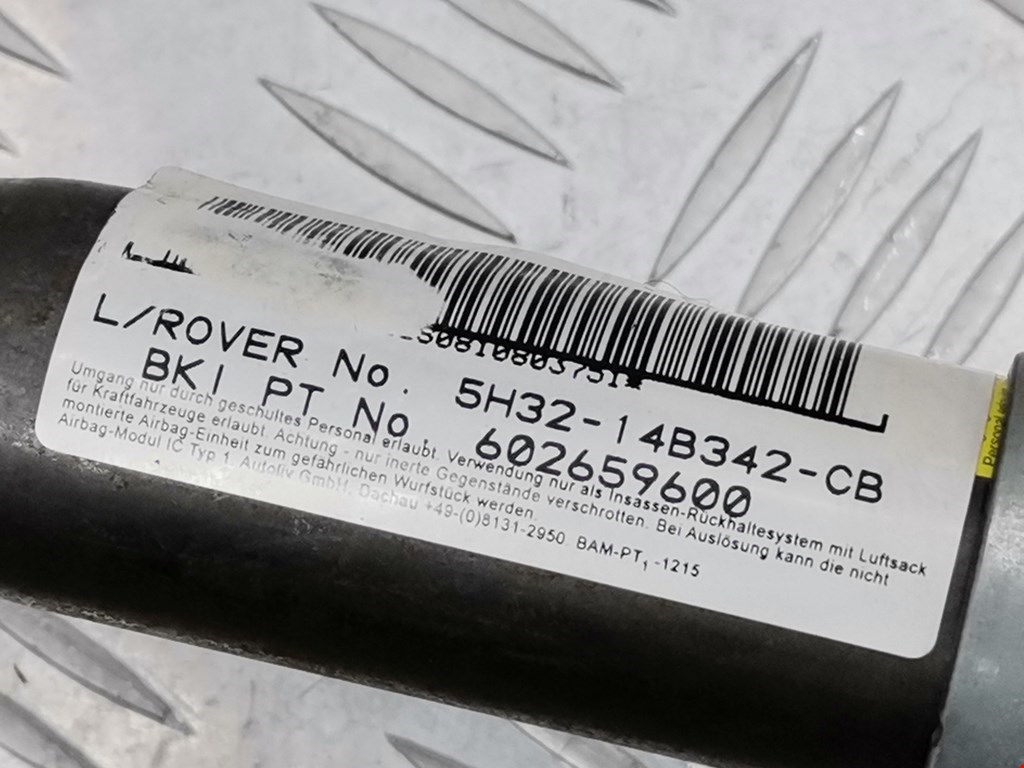 S08108037514
L/ROVER No. 5H32-14B342-CB
BKI PT No 602659600
Umgang nur durch geschultes Personal erlaubt. Verwendung nur als Insassen-Rückhaltesystem mit Luftsack
für Kraftfahrzeuge erlaubt. Achtung - nur inerte Gegenstände verschrotten. Bei Auslösung kann die nicht
montierte Airbag-Einheit zum gefährlichen Wurfstück werden.
Airbag-Modul IC Typ 1. Autoliv GmbH, Dachau +49-(0)8131-2950. BAM-PT1 -1215
Personal